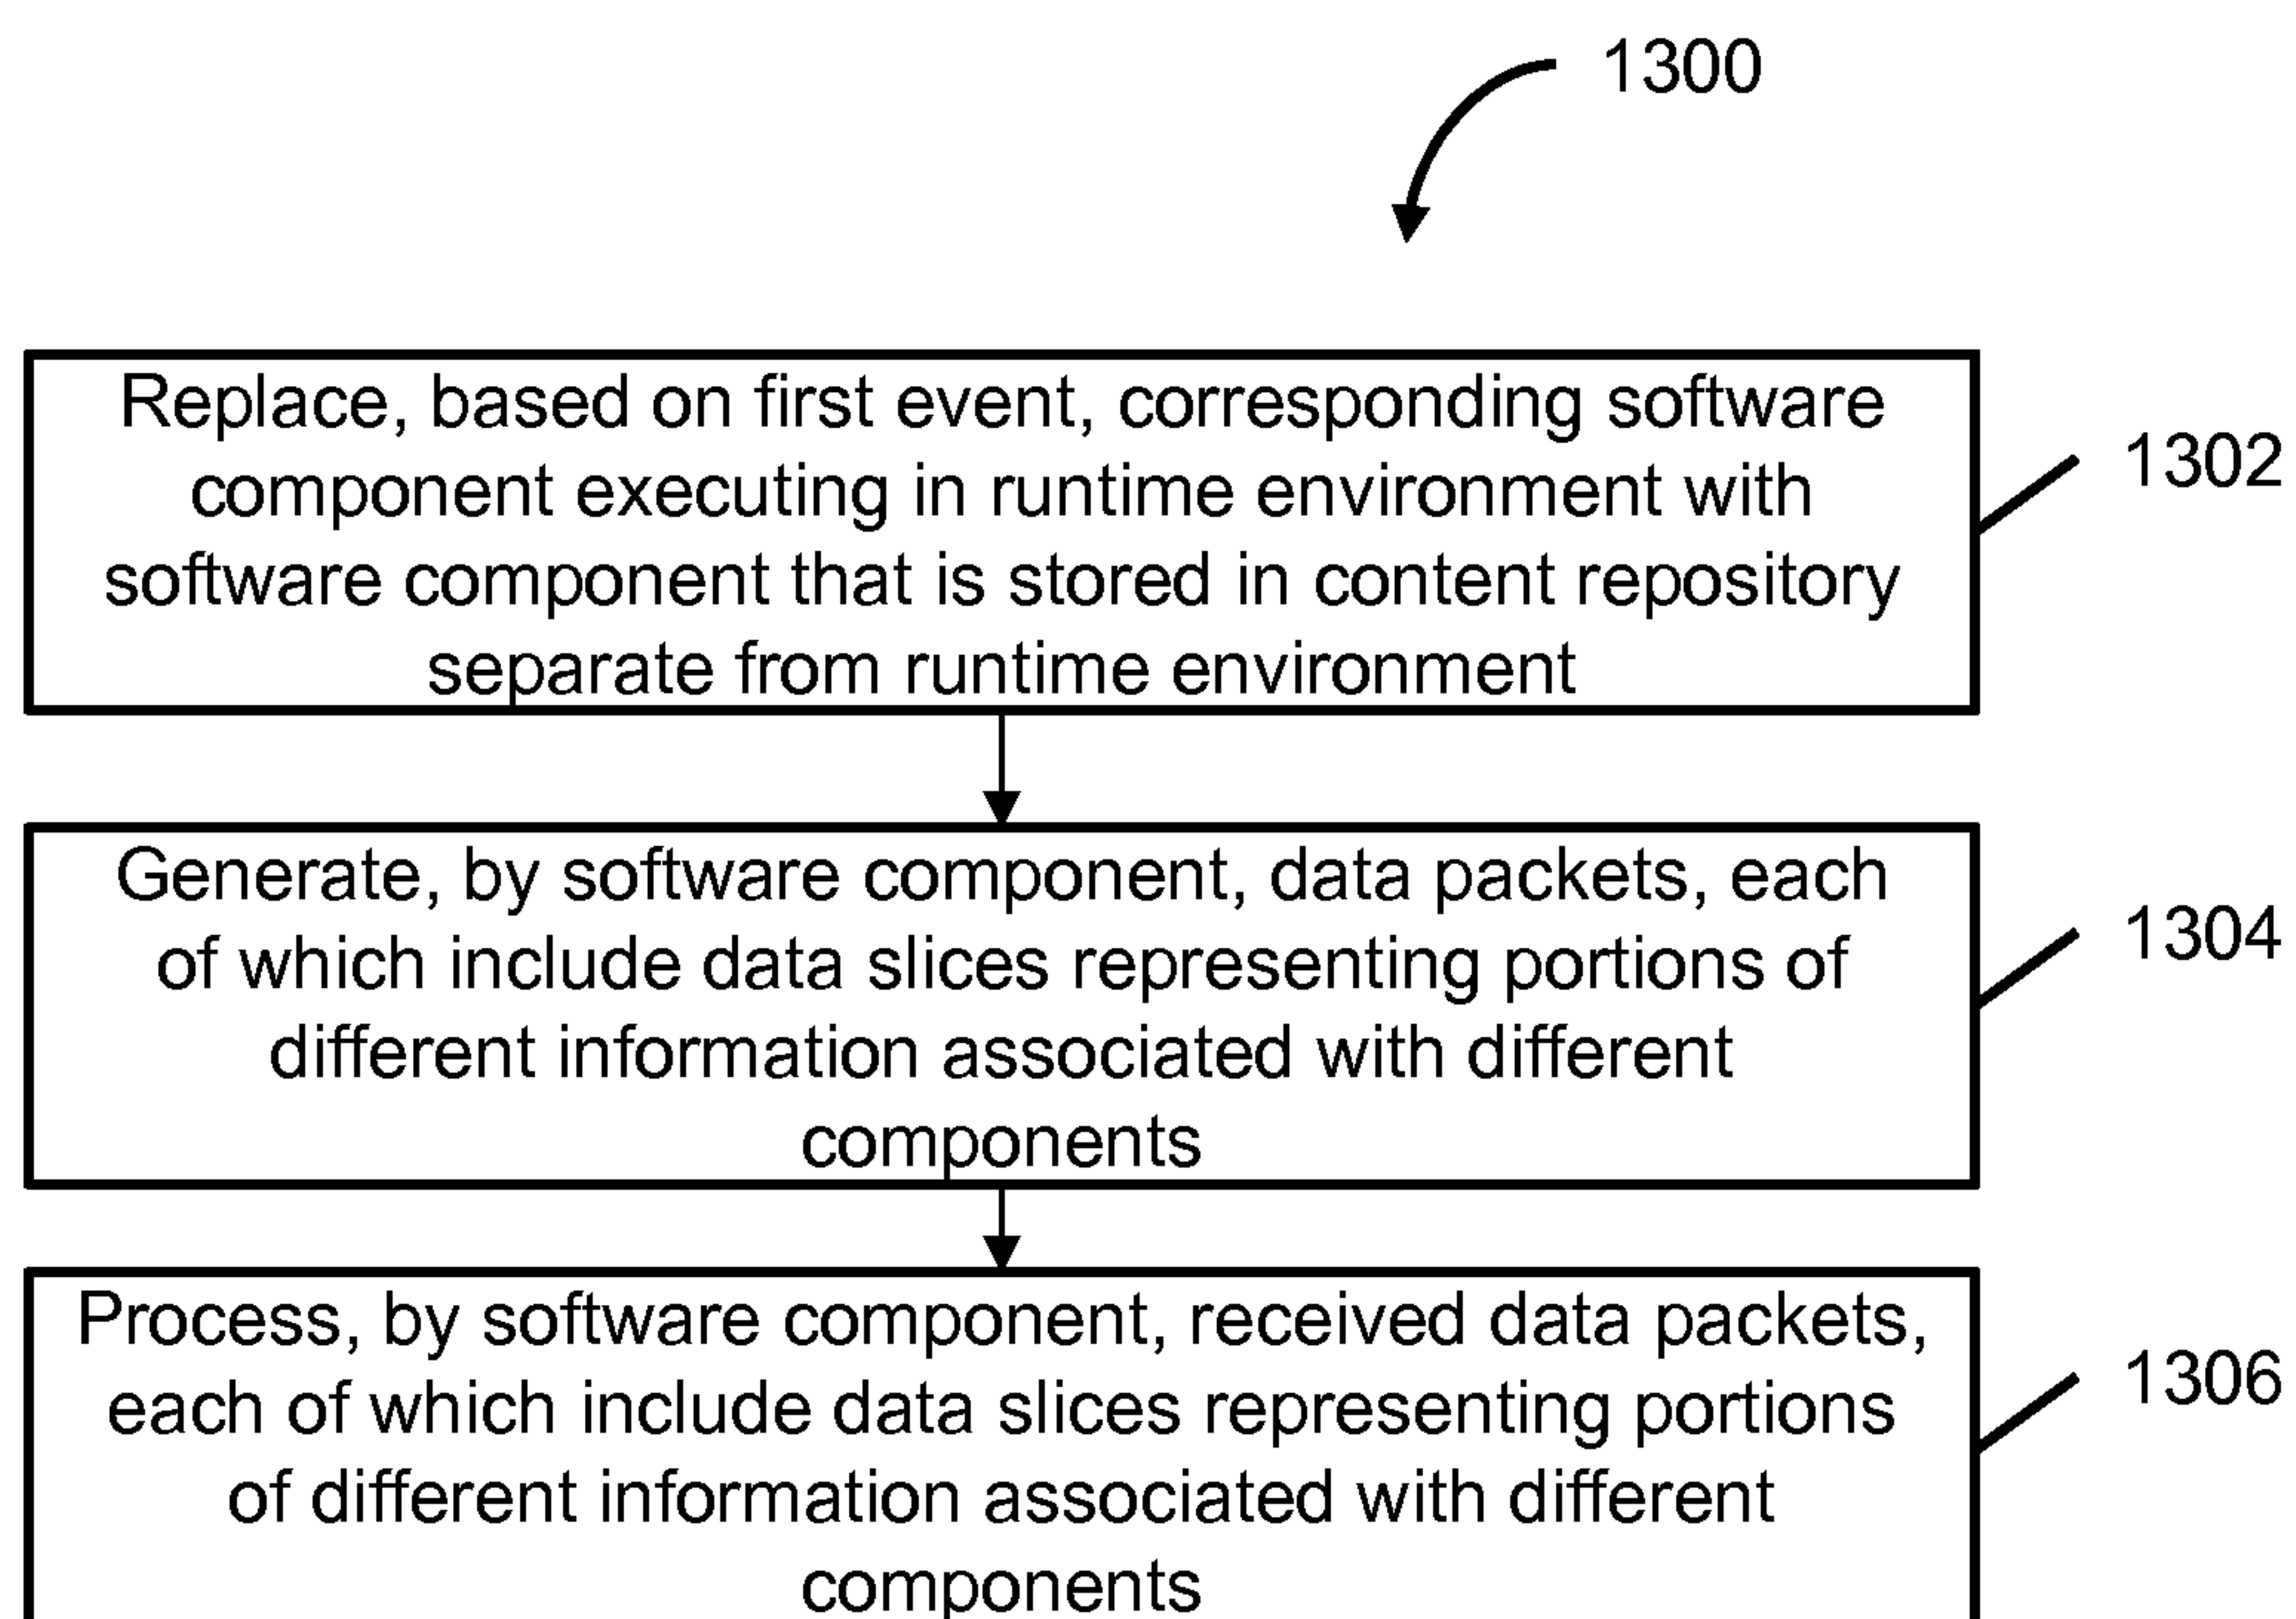 1300
Replace, based on first event, corresponding software
component executing in runtime environment with
software component that is stored in content repository
separate from runtime environment
1302
Generate, by software component, data packets, each
of which include data slices representing portions of
different information associated with different
components
1304
Process, by software component, received data packets,
each of which include data slices representing portions
of different information associated with different
components
1306